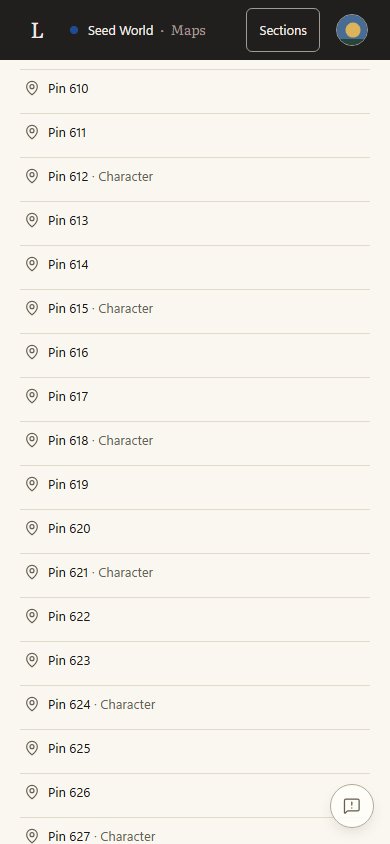 L
Seed World · Maps
Sections
Pin 610
Pin 611
Pin 612 · Character
Pin 613
Pin 614
Pin 615 · Character
Pin 616
Pin 617
Pin 618 · Character
Pin 619
Pin 620
Pin 621 · Character
Pin 622
Pin 623
Pin 624 · Character
Pin 625
Pin 626
Pin 627 · Character